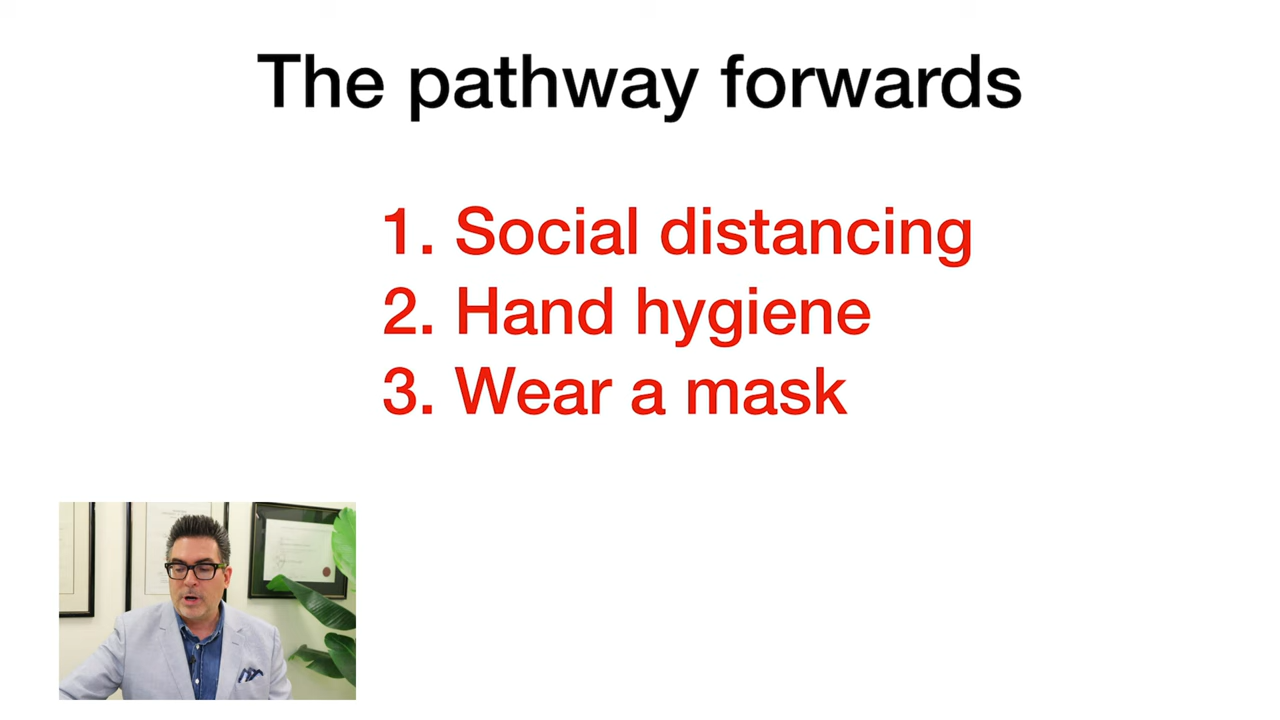 The pathway forwards
1. Social distancing
2. Hand hygiene
3. Wear a mask